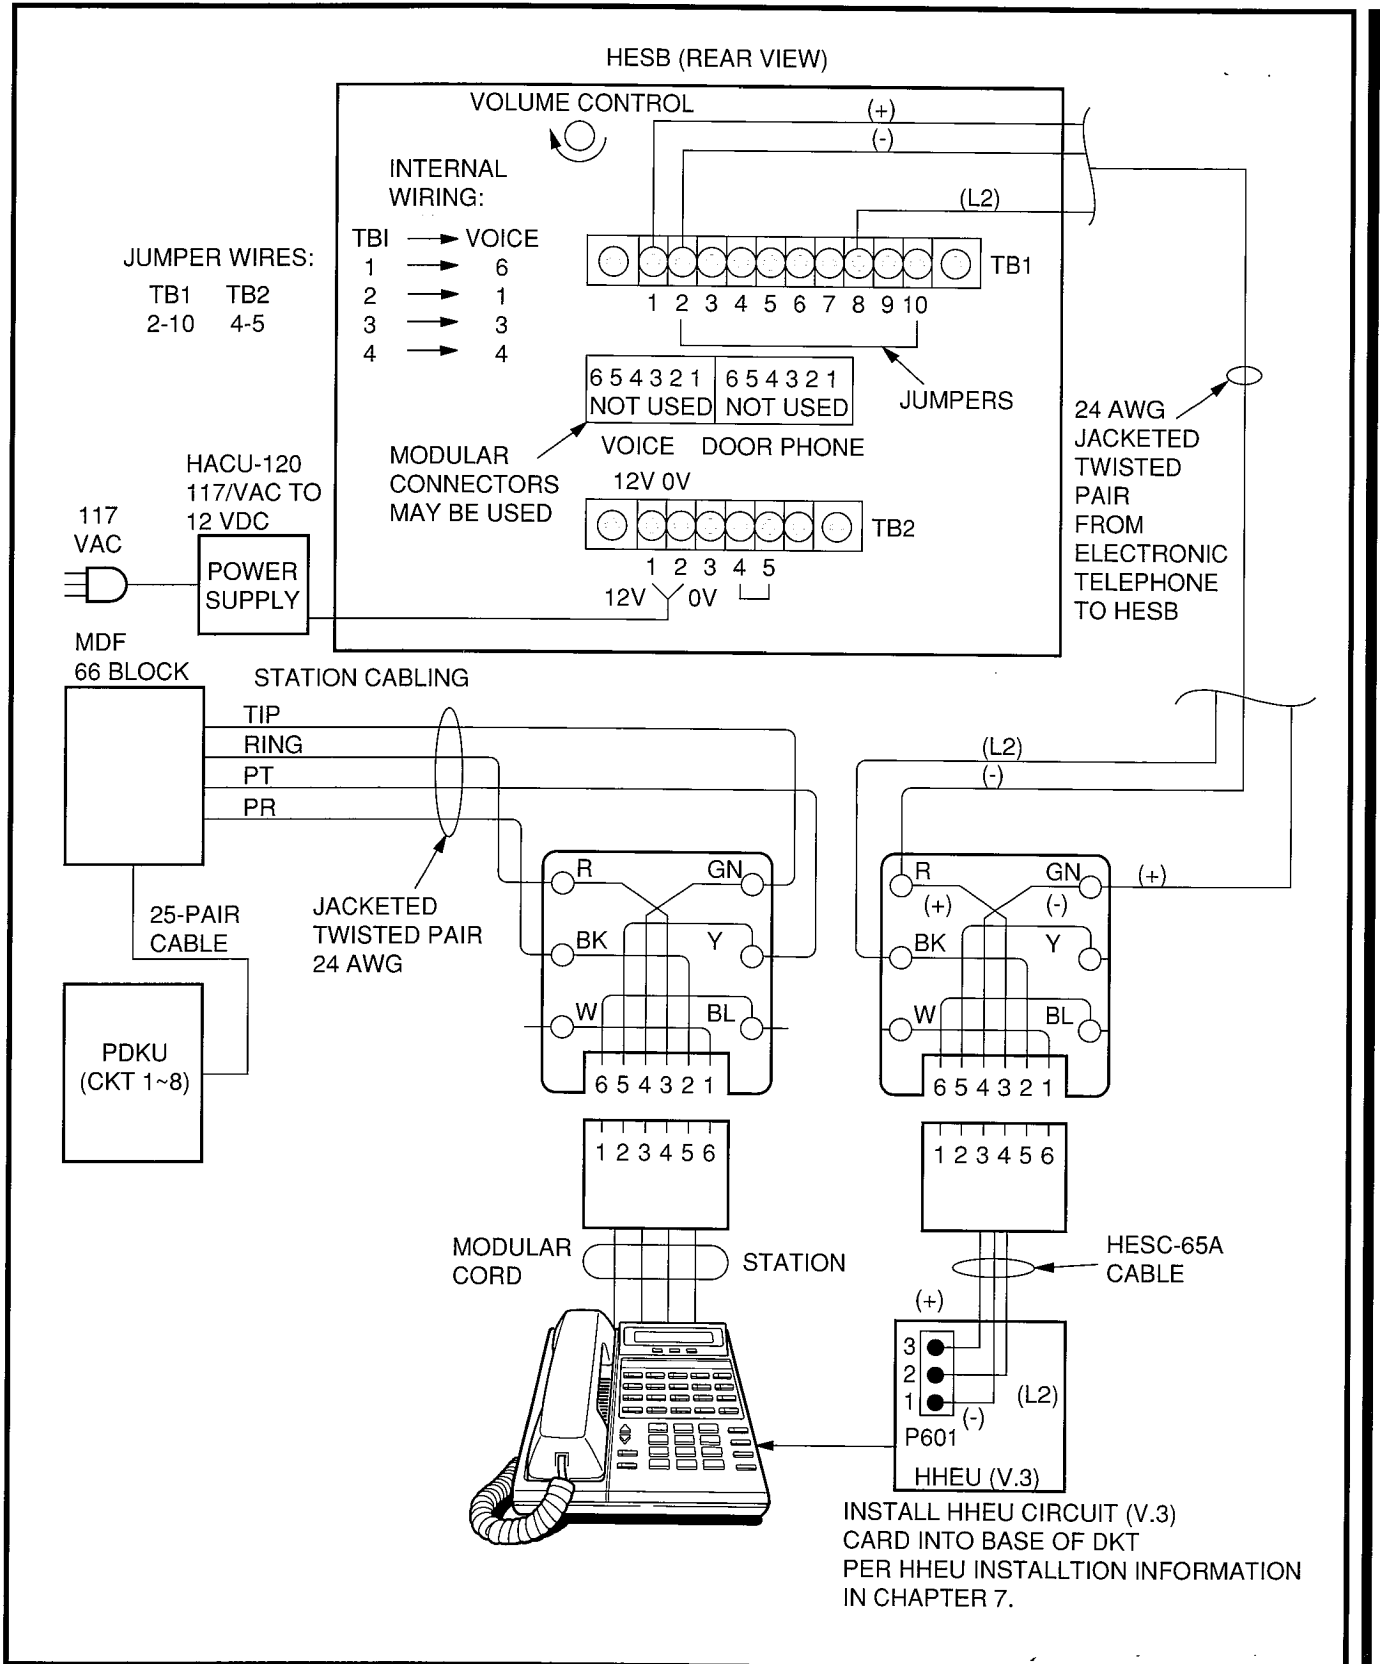 HESB (REAR VIEW)
VOLUME CONTROL
(+)
(-)
(L2)
INTERNAL
WIRING:
TBI VOICE
1 6
2 1
3 3
4 4
JUMPER WIRES:
TB1 TB2
2-10 4-5
TB1
1 2 3 4 5 6 7 8 9 10
JUMPERS
6 5 4 3 2 1 6 5 4 3 2 1
NOT USED NOT USED
VOICE DOOR PHONE
MODULAR
CONNECTORS
MAY BE USED
12V 0V
TB2
1 2 3 4 5
12V 0V
24 AWG
JACKETED
TWISTED
PAIR
FROM
ELECTRONIC
TELEPHONE
TO HESB
HACU-120
117/VAC TO
12 VDC
117
VAC
POWER
SUPPLY
MDF
66 BLOCK
STATION CABLING
TIP
RING
PT
PR
(L2)
(-)
JACKETED
TWISTED PAIR
24 AWG
25-PAIR
CABLE
PDKU
(CKT 1~8)
R GN
BK Y
W BL
6 5 4 3 2 1
1 2 3 4 5 6
R GN (+)
(+) (-)
BK Y
W BL
6 5 4 3 2 1
1 2 3 4 5 6
MODULAR
CORD
STATION
HESC-65A
CABLE
(+)
3
2
1
(L2)
(-)
P601
HHEU (V.3)
INSTALL HHEU CIRCUIT (V.3)
CARD INTO BASE OF DKT
PER HHEU INSTALLTION INFORMATION
IN CHAPTER 7.